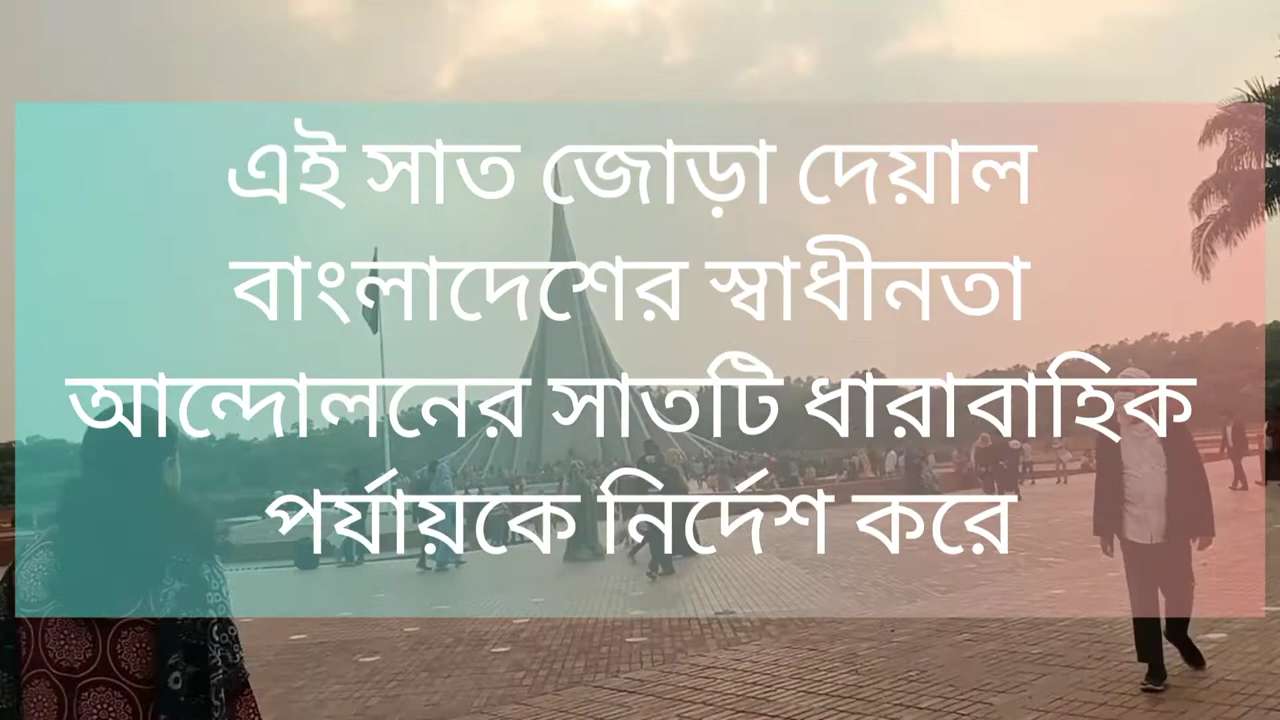 এই সাত জোড়া দেয়াল
বাংলাদেশের স্বাধীনতা
আন্দোলনের সাতটি ধারাবাহিক
পর্যায়কে নির্দেশ করে